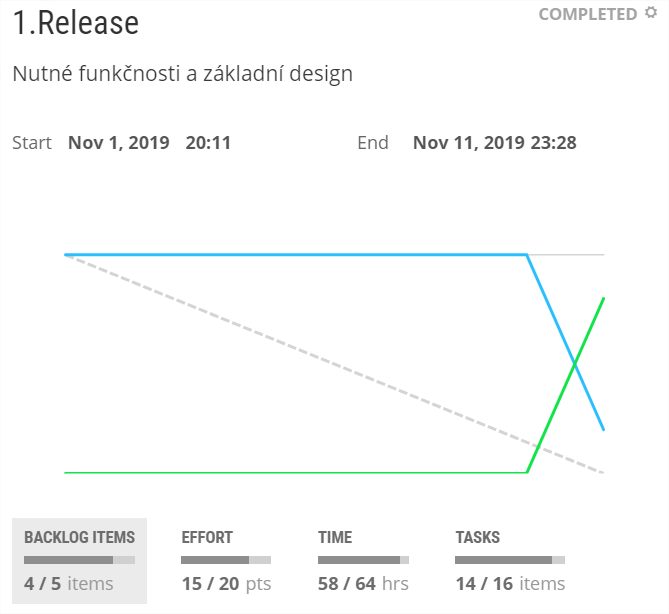 1.Release
COMPLETED
Nutné funkčnosti a základní design
Start Nov 1, 2019 20:11 End Nov 11, 2019 23:28
BACKLOG ITEMS EFFORT TIME TASKS
4 / 5 items 15 / 20 pts 58 / 64 hrs 14 / 16 items